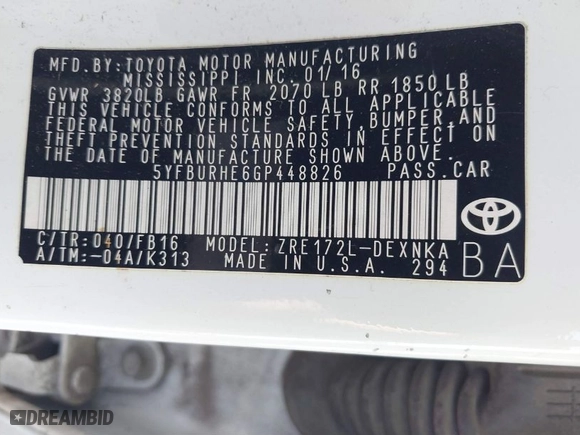 MFD.BY:TOYOTA MOTOR MANUFACTURING
MISSISSIPPI INC. 01/16
GVWR 3820LB GAWR FR 2070 LB RR 1850 LB
THIS VEHICLE CONFORMS TO ALL APPLICABLE
FEDERAL MOTOR VEHICLE SAFETY,BUMPER,AND
THEFT PREVENTION STANDARDS IN EFFECT ON
THE DATE OF MANUFACTURE SHOWN ABOVE.
5YFBURHE6GP448826 PASS.CAR
C/TR:040/FB16 MODEL:ZRE172L-DEXNKA
A/TM:-04A/K313 MADE IN U.S.A. 294
BA
DREAMBID